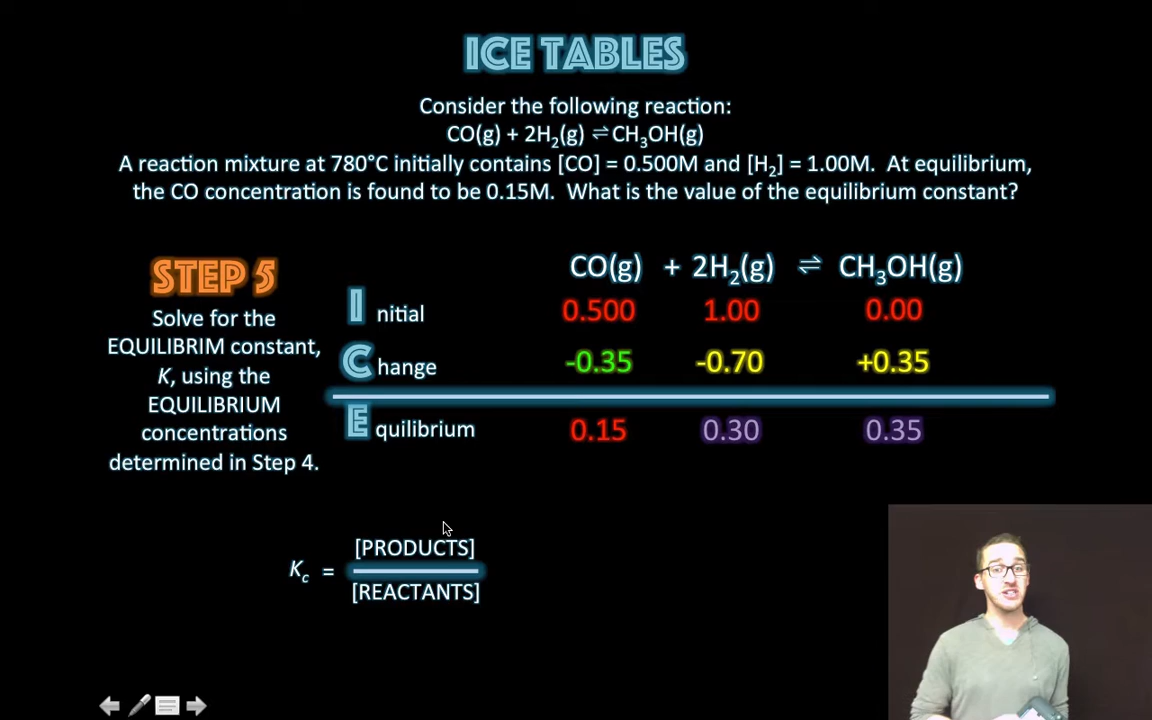 ICE TABLES
Consider the following reaction:
CO(g) + 2H₂(g) ⇌ CH₃OH(g)
A reaction mixture at 780°C initially contains [CO] = 0.500M and [H₂] = 1.00M. At equilibrium,
the CO concentration is found to be 0.15M. What is the value of the equilibrium constant?
STEP 5
Solve for the
EQUILIBRIM constant,
K, using the
EQUILIBRIUM
concentrations
determined in Step 4.
CO(g) + 2H₂(g) ⇌ CH₃OH(g)
Initial 0.500 1.00 0.00
Change -0.35 -0.70 +0.35
Equilibrium 0.15 0.30 0.35
[PRODUCTS]
Kc =
[REACTANTS]